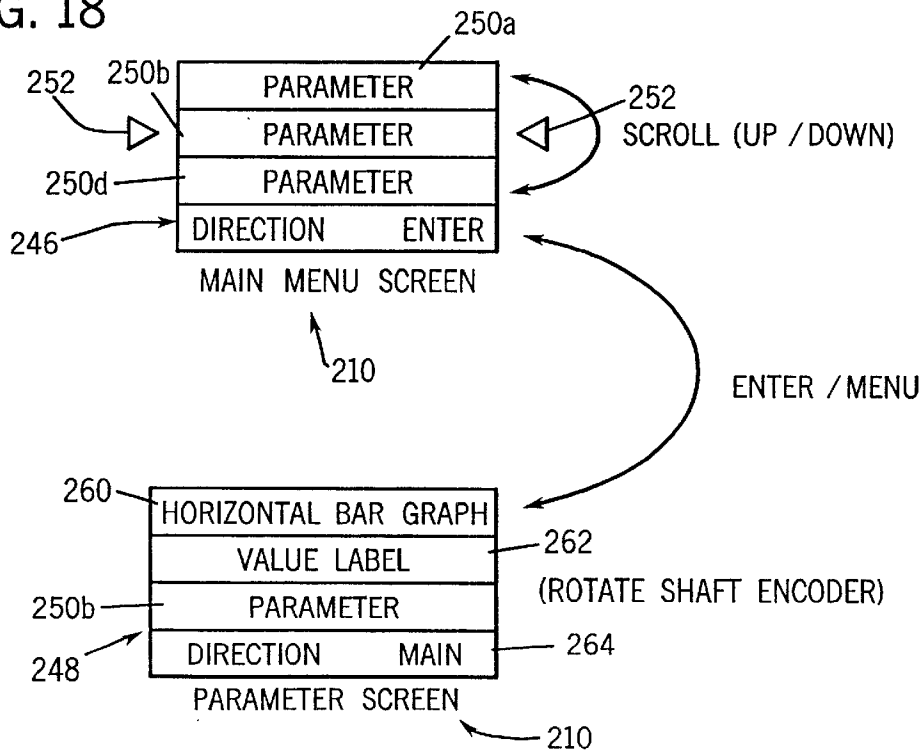 G. 18
250a
252
250b
PARAMETER
PARAMETER
252
SCROLL (UP / DOWN)
250d
PARAMETER
246
DIRECTION ENTER
MAIN MENU SCREEN
210
ENTER / MENU
260
HORIZONTAL BAR GRAPH
VALUE LABEL
262
(ROTATE SHAFT ENCODER)
250b
PARAMETER
248
DIRECTION MAIN
264
PARAMETER SCREEN
210